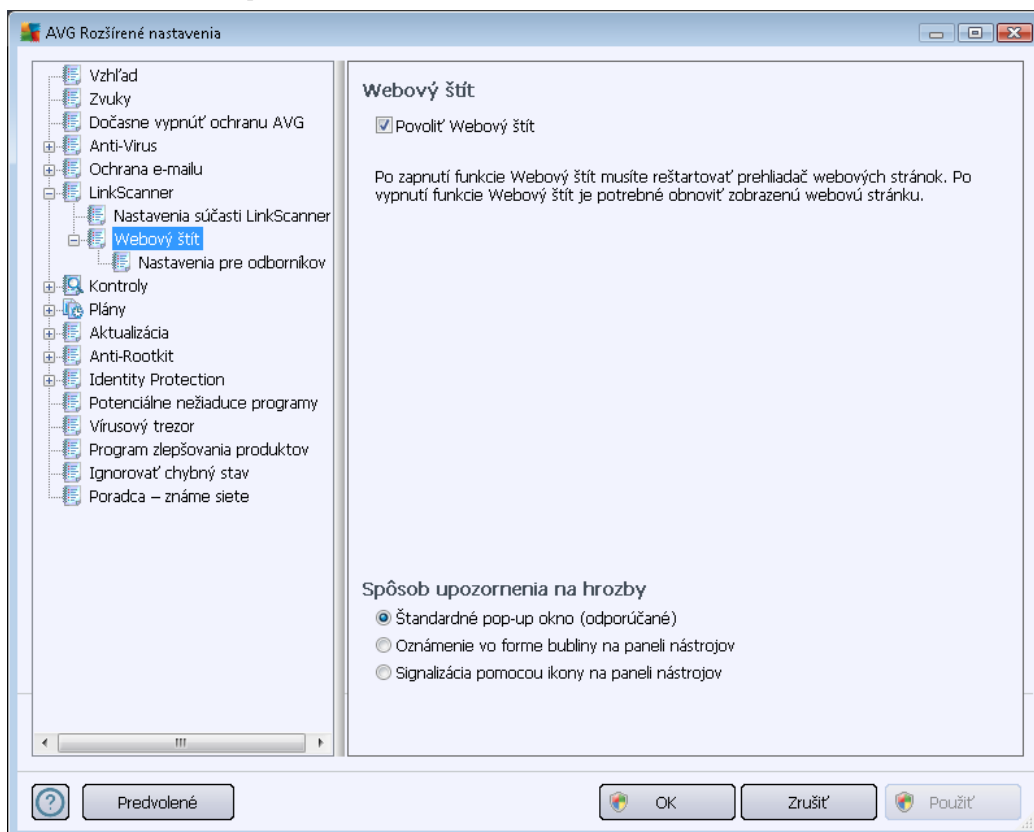 AVG Rozšírené nastavenia
Vzhľad
Zvuky
Dočasne vypnúť ochranu AVG
Anti-Virus
Ochrana e-mailu
LinkScanner
Nastavenia súčasti LinkScanner
Webový štít
Nastavenia pre odborníkov
Kontroly
Plány
Aktualizácia
Anti-Rootkit
Identity Protection
Potenciálne nežiaduce programy
Vírusový trezor
Program zlepšovania produktov
Ignorovať chybný stav
Poradca – známe siete
Webový štít
Povoliť Webový štít
Po zapnutí funkcie Webový štít musíte reštartovať prehliadač webových stránok. Po
vypnutí funkcie Webový štít je potrebné obnoviť zobrazenú webovú stránku.
Spôsob upozornenia na hrozby
Štandardné pop-up okno (odporúčané)
Oznámenie vo forme bubliny na paneli nástrojov
Signalizácia pomocou ikony na paneli nástrojov
Predvolené
OK
Zrušiť
Použiť